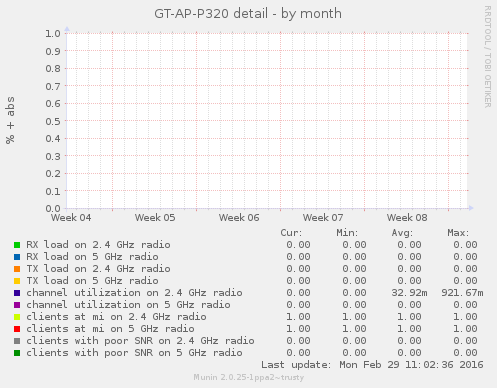 GT-AP-P320 detail - by month
RRDTOOL / TOBI OETIKER
% + abs
1.0
0.9
0.8
0.7
0.6
0.5
0.4
0.3
0.2
0.1
0.0
Week 04 Week 05 Week 06 Week 07 Week 08
Cur: Min: Avg: Max:
RX load on 2.4 GHz radio 0.00 0.00 0.00 0.00
RX load on 5 GHz radio 0.00 0.00 0.00 0.00
TX load on 2.4 GHz radio 0.00 0.00 0.00 0.00
TX load on 5 GHz radio 0.00 0.00 0.00 0.00
channel utilization on 2.4 GHz radio 0.00 0.00 32.92m 921.67m
channel utilization on 5 GHz radio 0.00 0.00 0.00 0.00
clients at mi on 2.4 GHz radio 1.00 1.00 1.00 1.00
clients at mi on 5 GHz radio 1.00 1.00 1.00 1.00
clients with poor SNR on 2.4 GHz radio 0.00 0.00 0.00 0.00
clients with poor SNR on 5 GHz radio 0.00 0.00 0.00 0.00
Last update: Mon Feb 29 11:02:36 2016
Munin 2.0.25-1ppa2~trusty